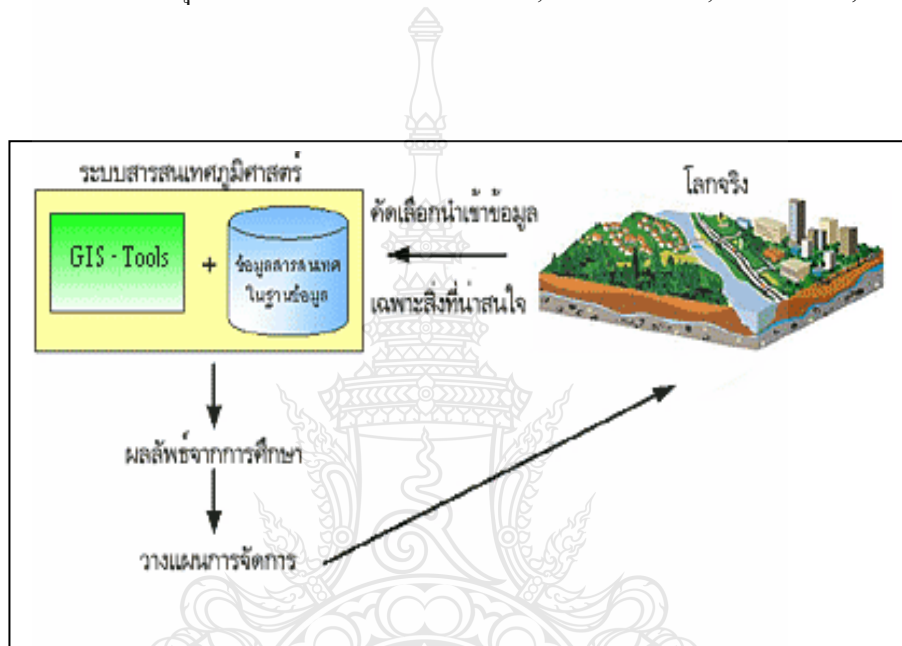 ระบบสารสนเทศภูมิศาสตร์
โลกจริง
GIS - Tools
+
ข้อมูลสารสนเทศ
ในฐานข้อมูล
คัดเลือกนำเข้าข้อมูล
เฉพาะสิ่งที่น่าสนใจ
ผลลัพธ์จากการศึกษา
วางแผนการจัดการ